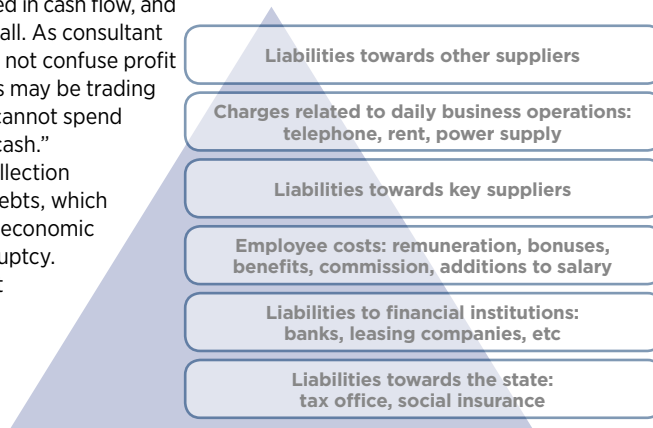 ed in cash flow, and
all. As consultant
not confuse profit
s may be trading
cannot spend
cash.”
llection
ebts, which
economic
uptcy.
t
Liabilities towards other suppliers
Charges related to daily business operations:
telephone, rent, power supply
Liabilities towards key suppliers
Employee costs: remuneration, bonuses,
benefits, commission, additions to salary
Liabilities to financial institutions:
banks, leasing companies, etc
Liabilities towards the state:
tax office, social insurance